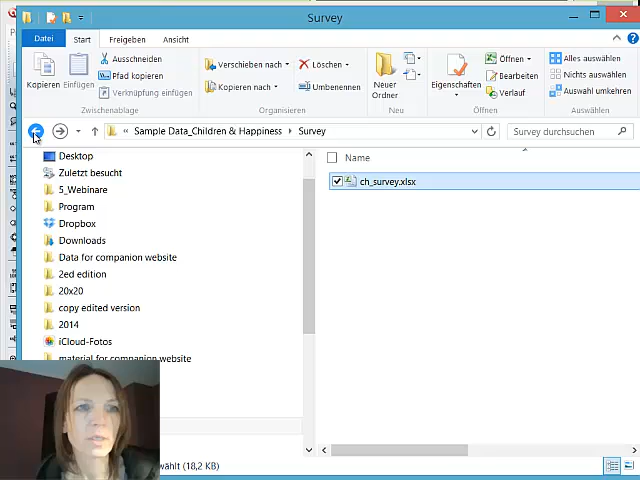 Survey
Datei Start Freigeben Ansicht
Kopieren
Einfügen
Ausschneiden
Pfad kopieren
Verknüpfung einfügen
Zwischenablage
Verschieben nach
Kopieren nach
Löschen
Umbenennen
Organisieren
Neuer
Ordner
Neu
Eigenschaften
Öffnen
Bearbeiten
Verlauf
Öffnen
Alles auswählen
Nichts auswählen
Auswahl umkehren
Auswählen
« Sample Data_Children & Happiness Survey
Survey durchsuchen
Desktop
Zuletzt besucht
5_Webinare
Program
Dropbox
Downloads
Data for companion website
2ed edition
20x20
copy edited version
2014
iCloud-Fotos
material for companion website
Name
ch_survey.xlsx
wählt (18,2 KB)